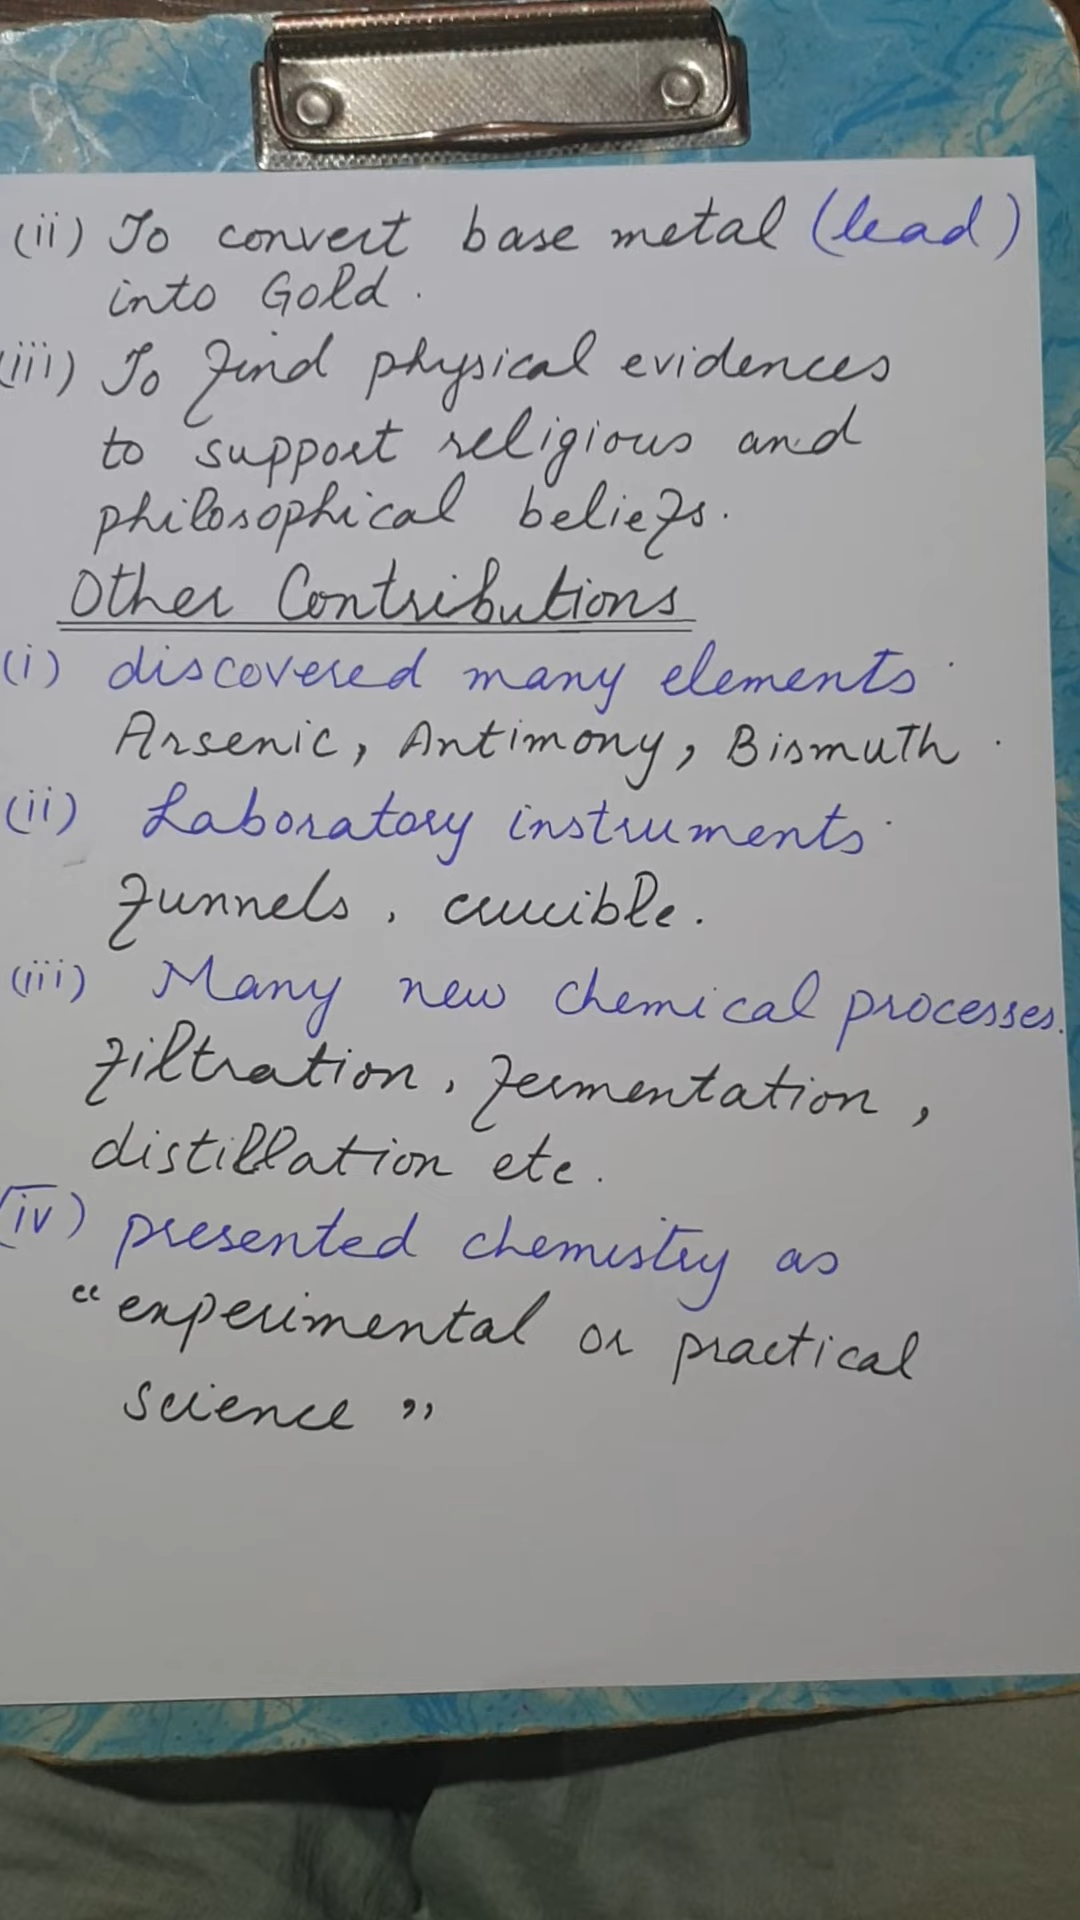 (ii) To convert base metal (lead)
into Gold.
(iii) To find physical evidences
to support religious and
philosophical beliefs.
Other Contributions
(i) discovered many elements
Arsenic, Antimony, Bismuth.
(ii) Laboratory instruments
funnels, crucible.
(iii) Many new chemical processes.
filtration, fermentation,
distillation etc.
(iv) presented chemistry as
"experimental or practical
science"